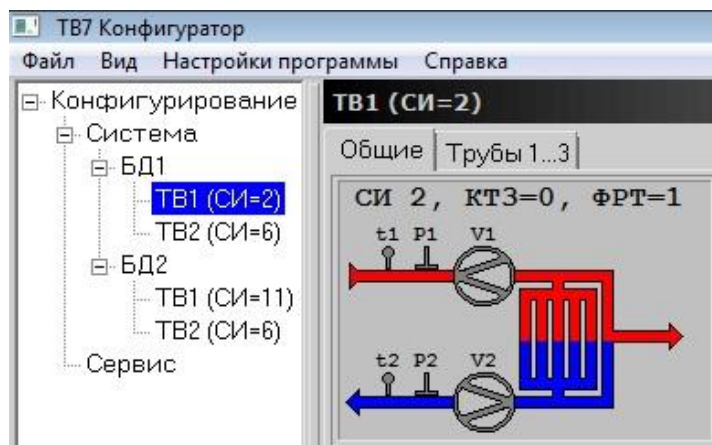 ТВ7 Конфигуратор
Файл Вид Настройки программы Справка
Конфигурирование
Система
БД1
ТВ1 (СИ=2)
ТВ2 (СИ=6)
БД2
ТВ1 (СИ=11)
ТВ2 (СИ=6)
Сервис
ТВ1 (СИ=2)
Общие Трубы 1...3
СИ 2, КТ3=0, ФРТ=1
t1 P1 V1
t2 P2 V2